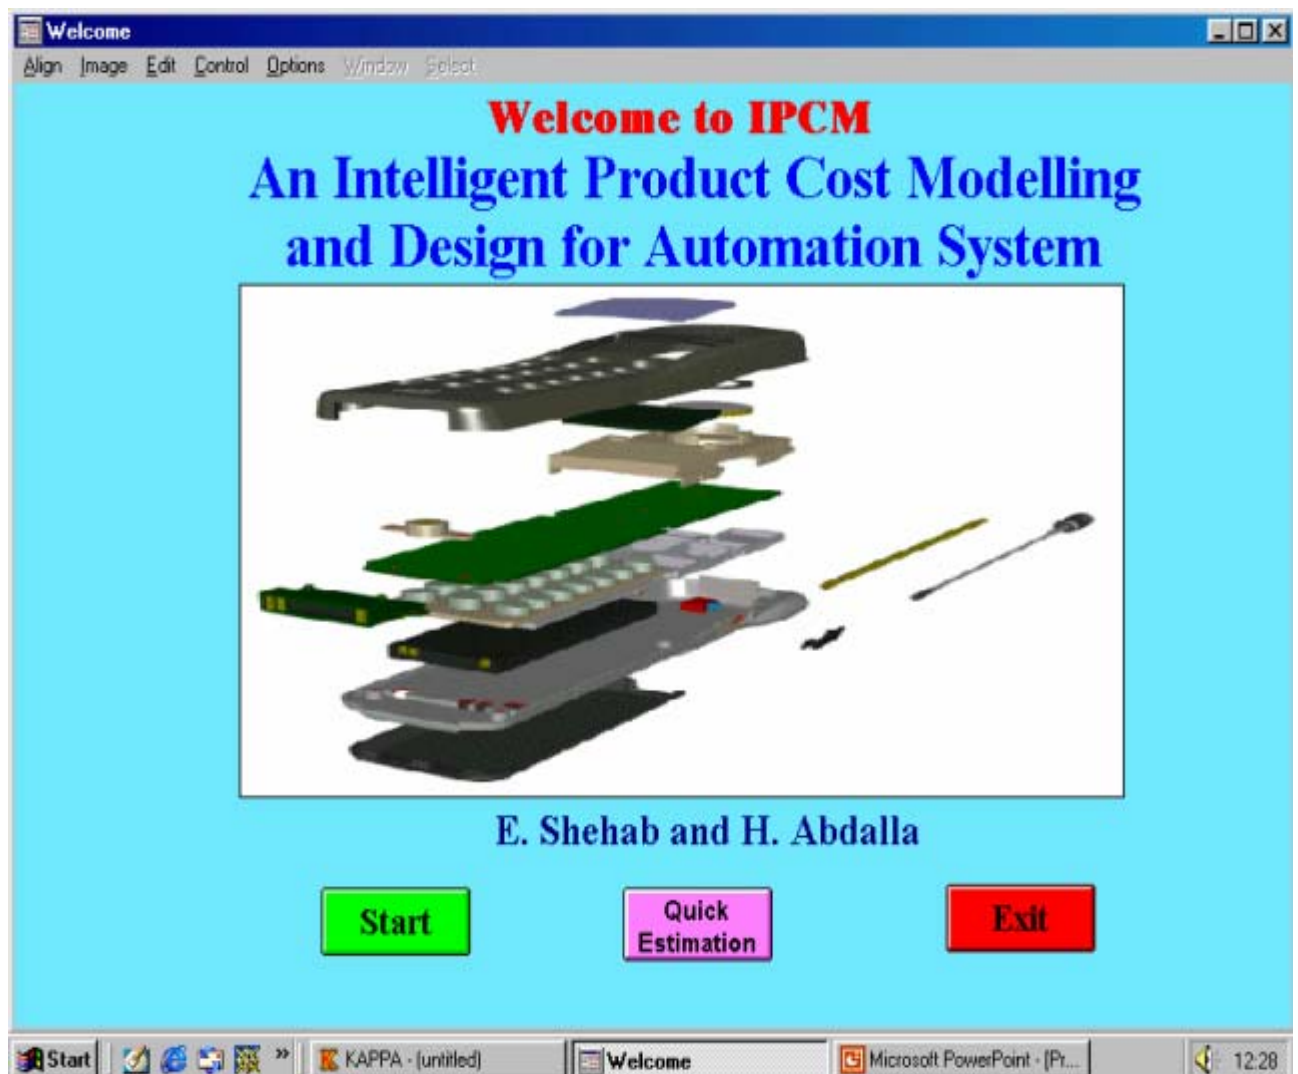 Welcome
Align Image Edit Control Options Window Select
Welcome to IPCM
An Intelligent Product Cost Modelling
and Design for Automation System
E. Shehab and H. Abdalla
Start
Quick
Estimation
Exit
Start » KAPPA - (untitled) Welcome Microsoft PowerPoint - [Pr... 12:28